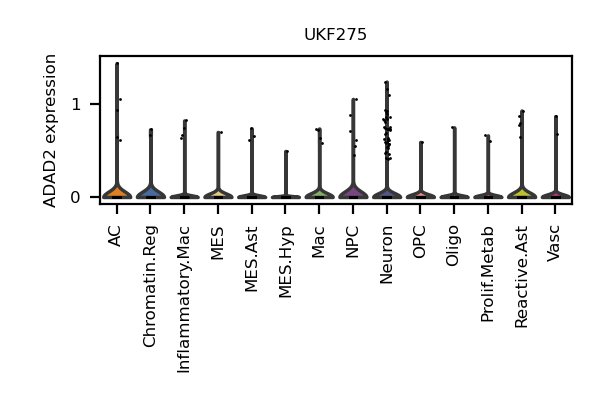 UKF275
ADAD2 expression
1
0
AC
Chromatin.Reg
Inflammatory.Mac
MES
MES.Ast
MES.Hyp
Mac
NPC
Neuron
OPC
Oligo
Prolif.Metab
Reactive.Ast
Vasc